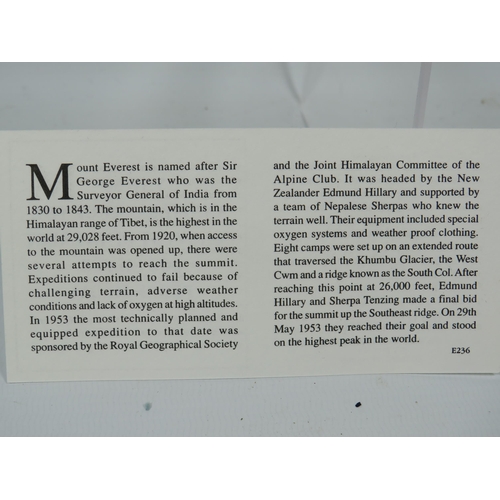 Mount Everest is named after Sir
George Everest who was the
Surveyor General of India from
1830 to 1843. The mountain, which is in the
Himalayan range of Tibet, is the highest in the
world at 29,028 feet. From 1920, when access
to the mountain was opened up, there were
several attempts to reach the summit.
Expeditions continued to fail because of
challenging terrain, adverse weather
conditions and lack of oxygen at high altitudes.
In 1953 the most technically planned and
equipped expedition to that date was
sponsored by the Royal Geographical Society
and the Joint Himalayan Committee of the
Alpine Club. It was headed by the New
Zealander Edmund Hillary and supported by
a team of Nepalese Sherpas who knew the
terrain well. Their equipment included special
oxygen systems and weather proof clothing.
Eight camps were set up on an extended route
that traversed the Khumbu Glacier, the West
Cwm and a ridge known as the South Col. After
reaching this point at 26,000 feet, Edmund
Hillary and Sherpa Tenzing made a final bid
for the summit up the Southeast ridge. On 29th
May 1953 they reached their goal and stood
on the highest peak in the world.
E236